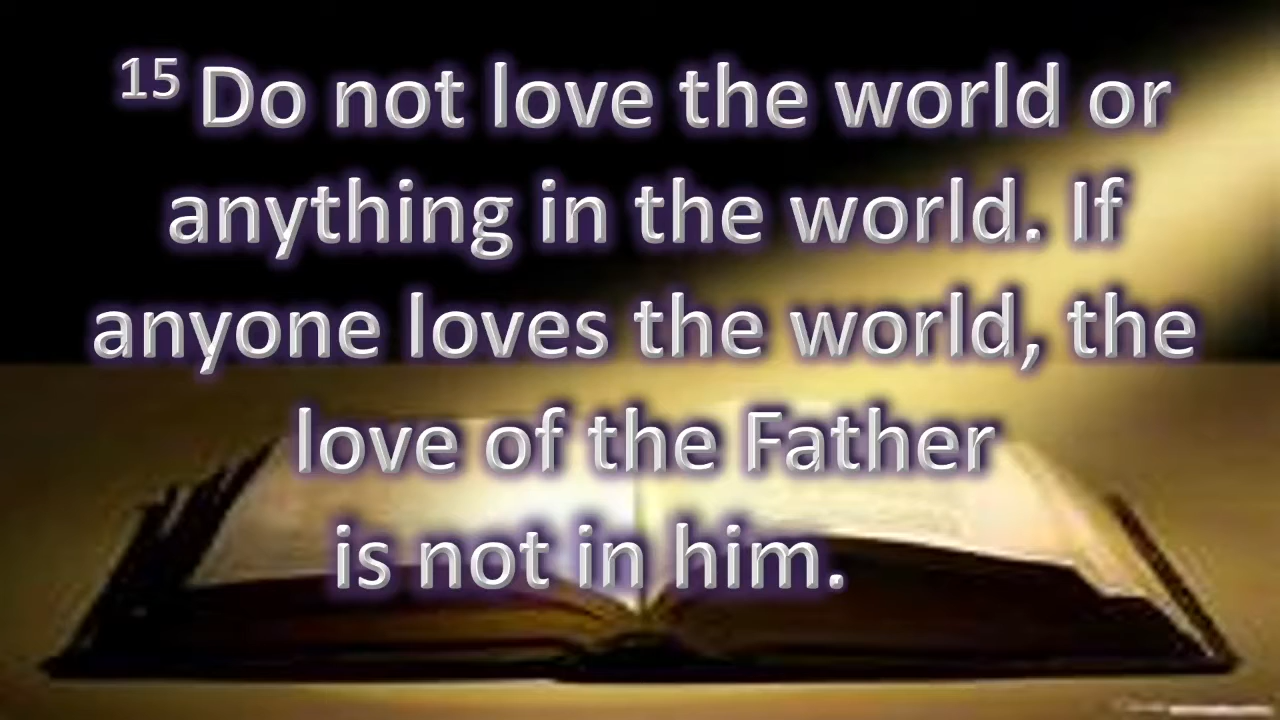 15 Do not love the world or
anything in the world. If
anyone loves the world, the
love of the Father
is not in him.